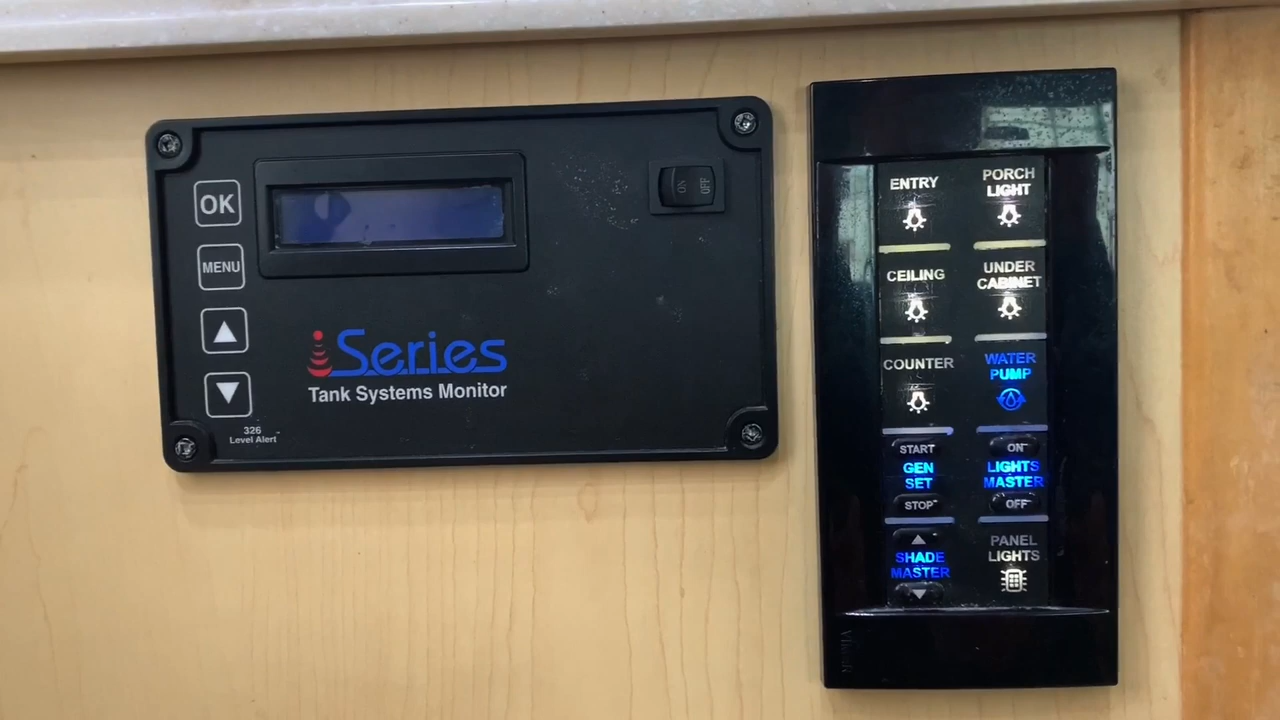 OK
MENU
ON
OFF
iSeries
Tank Systems Monitor
326
Level Alert
ENTRY
PORCH
LIGHT
CEILING
UNDER
CABINET
COUNTER
WATER
PUMP
START
GEN
SET
STOP
ON
LIGHTS
MASTER
OFF
SHADE
MASTER
PANEL
LIGHTS